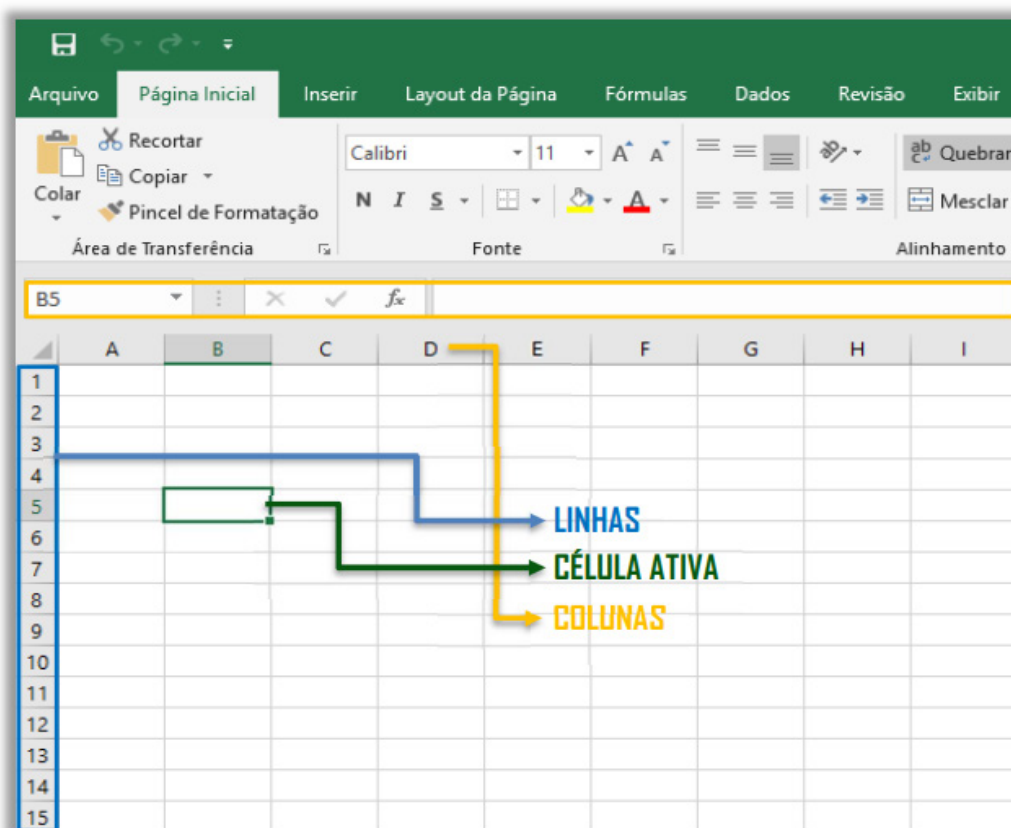 Arquivo Página Inicial Inserir Layout da Página Fórmulas Dados Revisão Exibir
Recortar
Copiar
Pincel de Formatação
Colar
Calibri 11 A A
N I S A
ab c Quebrar
Mesclar
Área de Transferência Fonte Alinhamento
B5 fx
A B C D E F G H I
1
2
3
4
5
6
7
8
9
10
11
12
13
14
15
LINHAS
CÉLULA ATIVA
COLUNAS